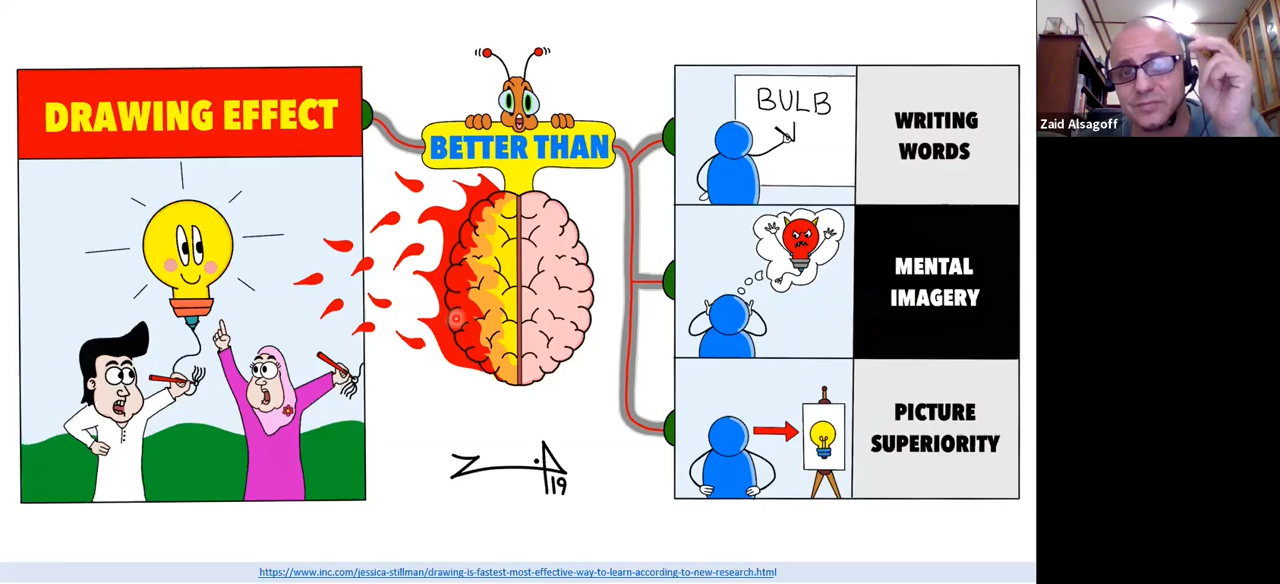 DRAWING EFFECT
BETTER THAN
BULB
WRITING
WORDS
MENTAL
IMAGERY
PICTURE
SUPERIORITY
19
Zaid Alsagoff
https://www.inc.com/jessica-stillman/drawing-is-fastest-most-effective-way-to-learn-according-to-new-research.html